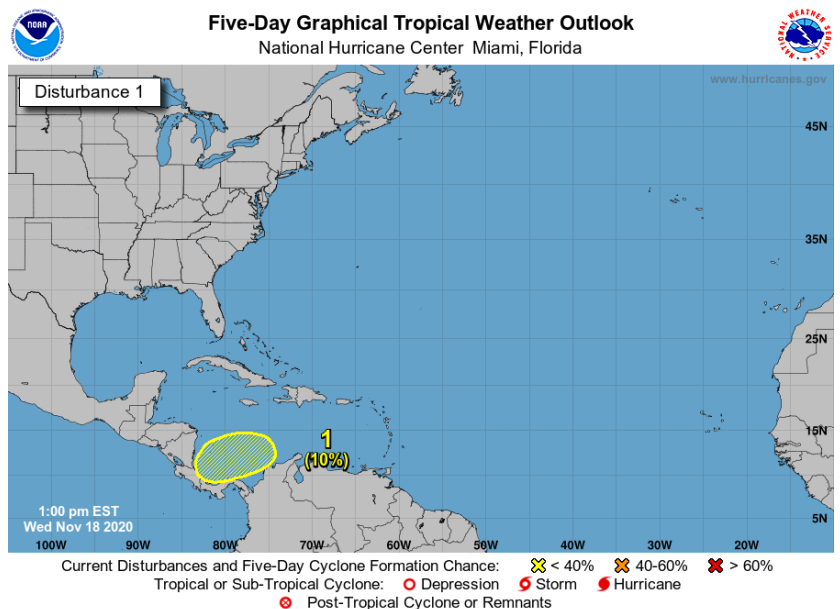 Five-Day Graphical Tropical Weather Outlook
National Hurricane Center Miami, Florida
NOAA
Disturbance 1
www.hurricanes.gov
45N
35N
25N
15N
5N
1
(10%)
1:00 pm EST
Wed Nov 18 2020
100W 90W 80W 70W 60W 50W 40W 30W 20W
Current Disturbances and Five-Day Cyclone Formation Chance: < 40% 40-60% > 60%
Tropical or Sub-Tropical Cyclone: Depression Storm Hurricane
Post-Tropical Cyclone or Remnants